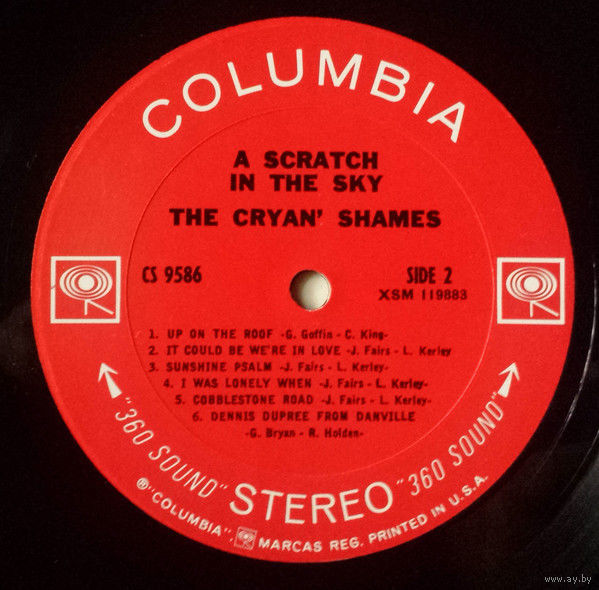 COLUMBIA
A SCRATCH
IN THE SKY
THE CRYAN' SHAMES
CS 9586
SIDE 2
XSM 119883
1. UP ON THE ROOF -G. Goffin - C. King-
2. IT COULD BE WE'RE IN LOVE -J. Fairs - L. Kerley
3. SUNSHINE PSALM -J. Fairs - L. Kerley-
4. I WAS LONELY WHEN -J. Fairs - L. Kerley-
5. COBBLESTONE ROAD -J. Fairs - L. Kerley-
6. DENNIS DUPREE FROM DANVILLE
-G. Bryan - R. Holden-
"360 SOUND" STEREO "360 SOUND"
® "COLUMBIA", MARCAS REG. PRINTED IN U.S.A.
www.ay.by